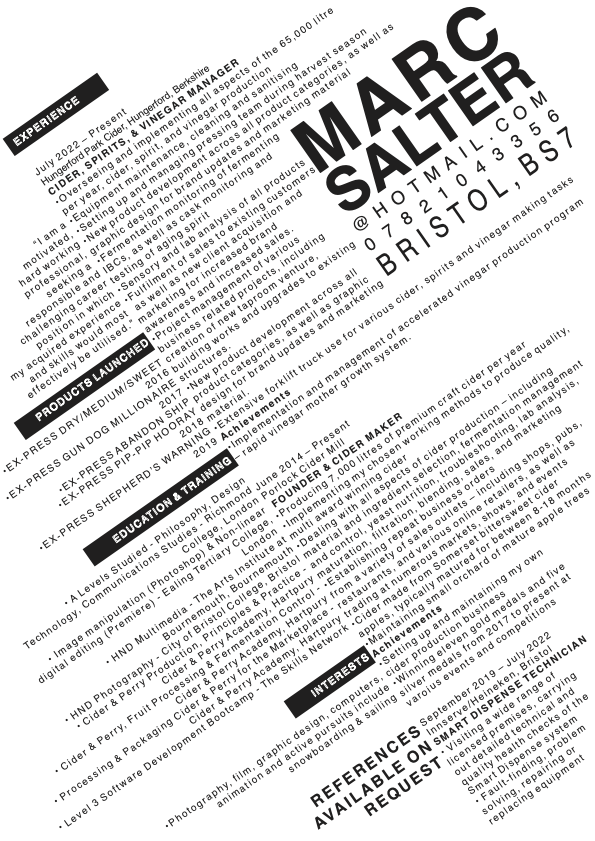 MARC
SALTER
@HOTMAIL.COM
07821043356
BRISTOL, BS7
"I am a
motivated,
hard working
professional,
seeking a
responsible and
challenging career
position in which
my acquired experience
and skills would most
effectively be utilised."
EXPERIENCE
July 2022 – Present
Hungerford Park Cider, Hungerford, Berkshire
CIDER, SPIRITS, & VINEGAR MANAGER
•Overseeing and implementing all aspects of the 65,000 litre
per year, cider, spirit, and vinegar production
•Equipment maintenance, cleaning and sanitising
•Setting up and managing pressing team during harvest season
•New product development across all product categories, as well as
graphic design for brand updates and marketing material
•Fermentation monitoring of fermenting
IBCs, as well as cask monitoring and
testing of aging spirit
•Sensory and lab analysis of all products
•Fulfilment of sales to existing customers
as well as new client acquisition and
marketing for increased brand
awareness and increased sales.
•Project management of various
business related projects, including
creation of new taproom venture,
building works and upgrades to existing
structures.
•New product development across all
product categories, as well as graphic
design for brand updates and marketing
material.
•Extensive forklift truck use for various cider, spirits and vinegar making tasks
Achievements
•Implementation and management of accelerated vinegar production program
– rapid vinegar mother growth system.
PRODUCTS LAUNCHED
•EX-PRESS DRY/MEDIUM/SWEET
2016
•EX-PRESS GUN DOG MILLIONAIRE
2017
•EX-PRESS ABANDON SHIP
•EX-PRESS PIP-PIP HOORAY
2018
•EX-PRESS SHEPHERD'S WARNING
2019
June 2014 – Present
Porlock Cider Mill
FOUNDER & CIDER MAKER
•Producing 7,000 litres of premium craft cider per year
•Implementing my chosen working methods to produce quality,
multi award winning cider
•Dealing with all aspects of cider production – including
material and ingredient selection, fermentation management
and control, yeast nutrition, troubleshooting, lab analysis,
maturation, filtration, blending, sales, and marketing
•Establishing repeat business orders
from a variety of sales outlets – including shops, pubs,
restaurants, and various online retailers, as well as
trading at numerous markets, shows, and events
•Cider made from Somerset bittersweet cider
apples, typically matured for between 8-18 months
•Maintaining small orchard of mature apple trees
Achievements
•Setting up and maintaining my own
cider production business
•Winning eleven gold medals and five
silver medals from 2017 to present at
various events and competitions
EDUCATION & TRAINING
• A Levels Studied - Philosophy, Design
Technology, Communications Studies - Richmond
College, London
• Image manipulation (Photoshop) & Non-linear
digital editing (Premiere) - Ealing Tertiary College,
London
• HND Multimedia - The Arts Institute at
Bournemouth, Bournemouth
• HND Photography - City of Bristol College, Bristol
• Cider & Perry Production: Principles & Practice -
Cider & Perry Academy, Hartpury
• Cider & Perry, Fruit Processing & Fermentation Control -
Cider & Perry Academy, Hartpury
• Processing & Packaging Cider & Perry for the Marketplace -
Cider & Perry Academy, Hartpury
• Level 3 Software Development Bootcamp - The Skills Network
INTERESTS
•Photography, film, graphic design, computers,
animation and active pursuits include
snowboarding & sailing
September 2019 – July 2022
Innserve/Heineken, Bristol
SMART DISPENSE TECHNICIAN
• Visiting a wide range of
licensed premises, carrying
out detailed technical and
quality health checks of the
Smart Dispense system
• Fault-finding, problem
solving, repairing or
replacing equipment
REFERENCES
AVAILABLE ON
REQUEST